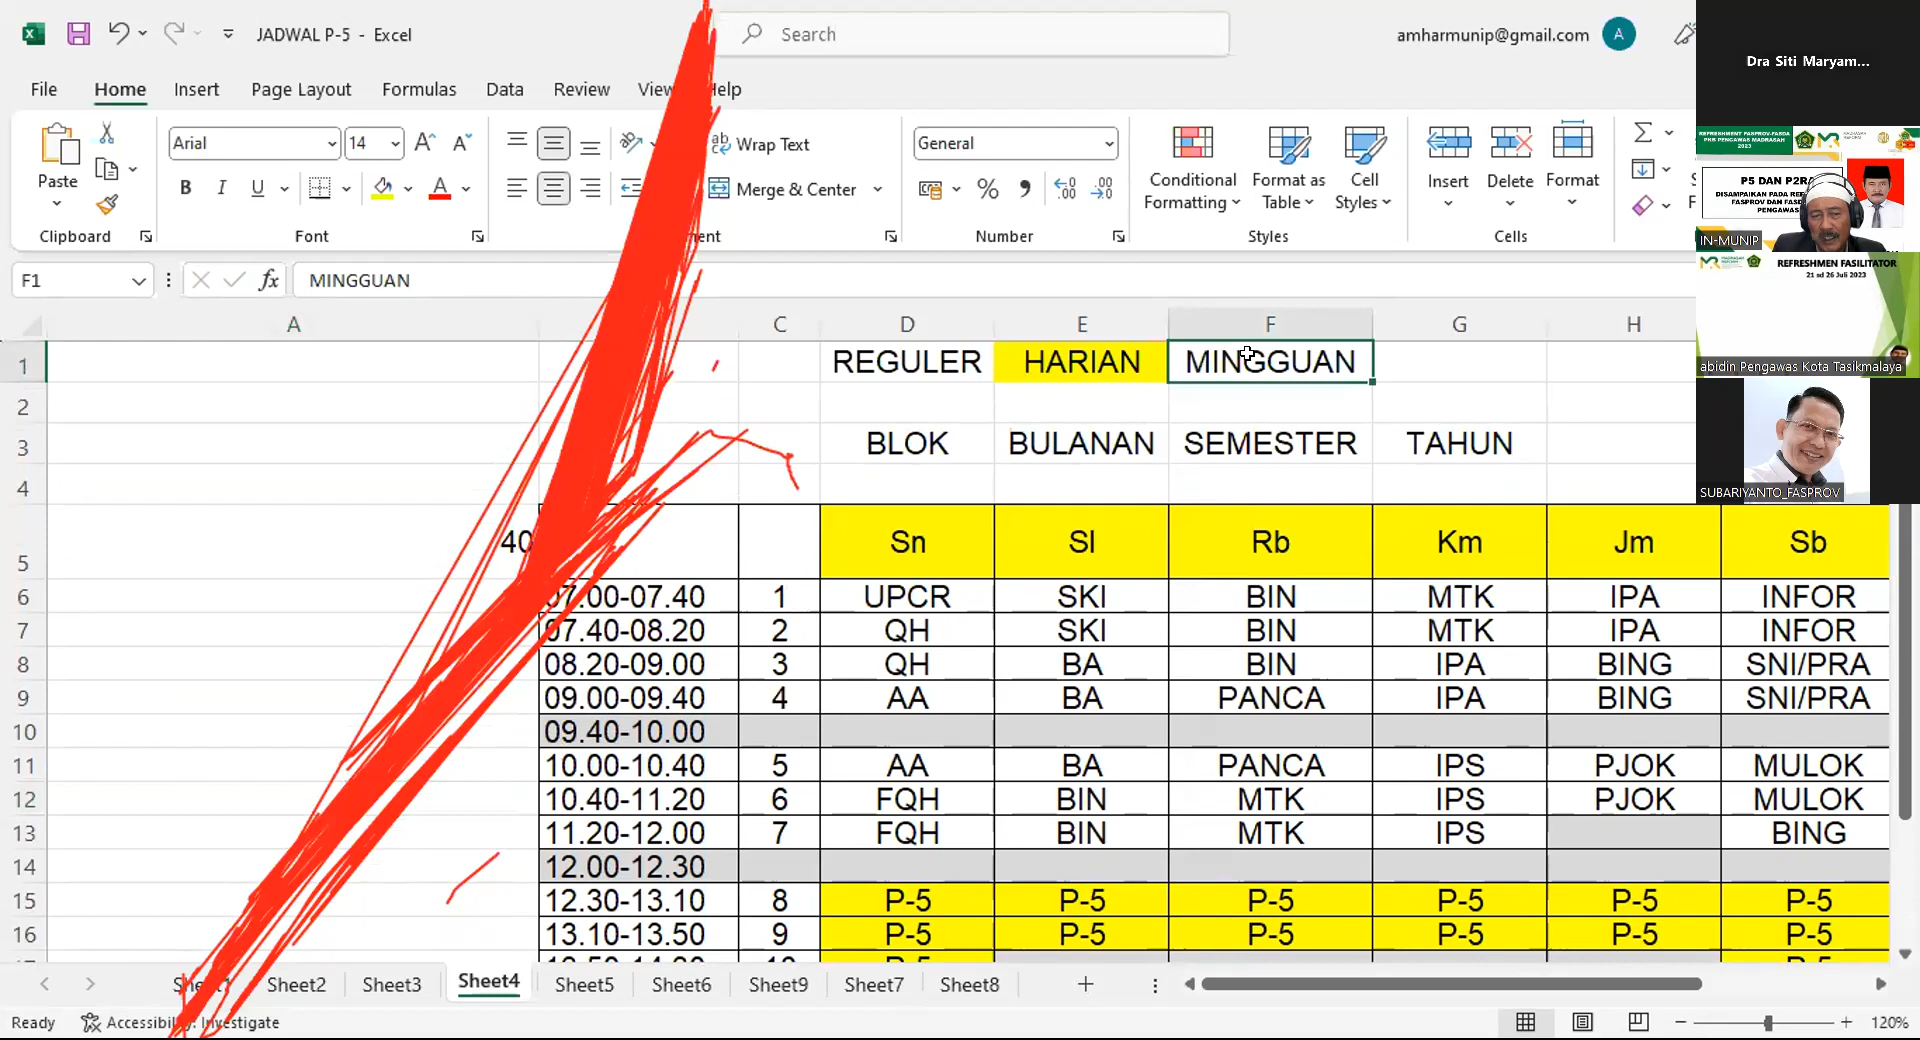 JADWAL P-5 - Excel
Search
amharmunip@gmail.com
A
File Home Insert Page Layout Formulas Data Review View Help
Paste
Clipboard
Arial 14
B I U
Font
Wrap Text
Merge & Center
General
Number
Conditional Formatting
Format as Table
Cell Styles
Styles
Insert Delete Format
Cells
F1 fx MINGGUAN
A C D E F G H
1 REGULER HARIAN MINGGUAN
2
3 BLOK BULANAN SEMESTER TAHUN
4
5 40 Sn Sl Rb Km Jm Sb
6 07.00-07.40 1 UPCR SKI BIN MTK IPA INFOR
7 07.40-08.20 2 QH SKI BIN MTK IPA INFOR
8 08.20-09.00 3 QH BA BIN IPA BING SNI/PRA
9 09.00-09.40 4 AA BA PANCA IPA BING SNI/PRA
10 09.40-10.00
11 10.00-10.40 5 AA BA PANCA IPS PJOK MULOK
12 10.40-11.20 6 FQH BIN MTK IPS PJOK MULOK
13 11.20-12.00 7 FQH BIN MTK IPS BING
14 12.00-12.30
15 12.30-13.10 8 P-5 P-5 P-5 P-5 P-5 P-5
16 13.10-13.50 9 P-5 P-5 P-5 P-5 P-5 P-5
Sheet1 Sheet2 Sheet3 Sheet4 Sheet5 Sheet6 Sheet9 Sheet7 Sheet8
Ready Accessibility: Investigate
120%
Dra Siti Maryam...
REFRESHMENT FASPROV-FASDA
PKB PENGAWAS MADRASAH
2023
P5 DAN P2RA
DISAMPAIKAN PADA
FASPROV DAN
PENGAWAS
IN-MUNIP
REFRESHMEN FASILITATOR
21 sd 26 Juli 2023
abidin Pengawas Kota Tasikmalaya
SUBARIYANTO_FASPROV